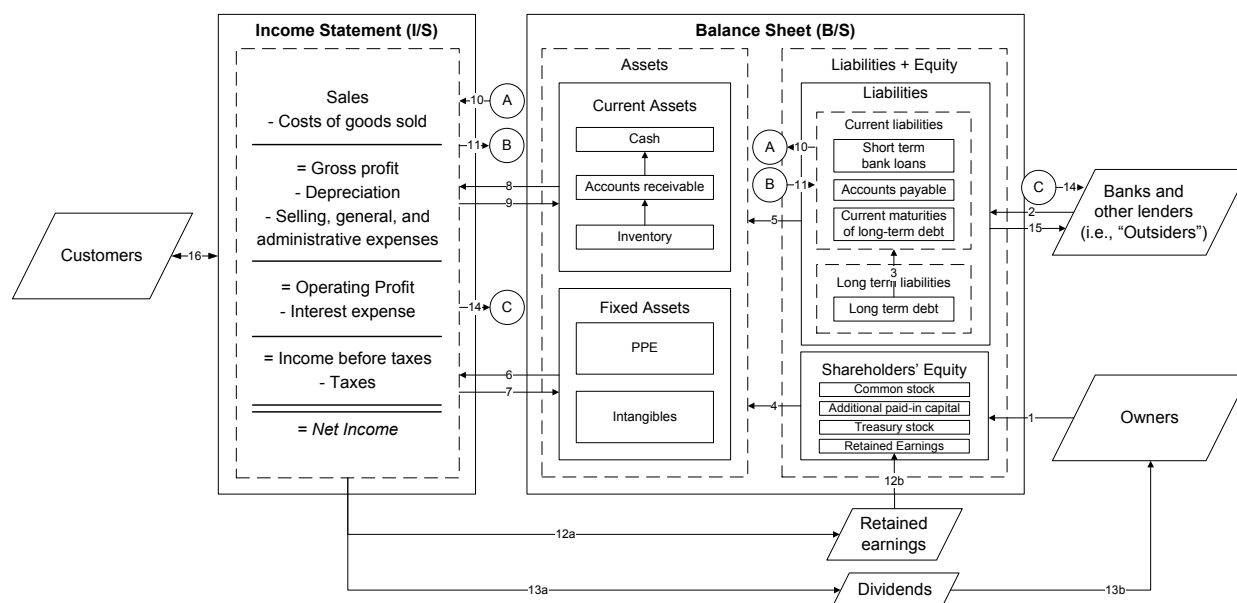 Income Statement (I/S)
Sales
- Costs of goods sold
= Gross profit
- Depreciation
- Selling, general, and
administrative expenses
= Operating Profit
- Interest expense
= Income before taxes
- Taxes
= Net Income
Customers
16
10
A
11
B
8
9
14
C
6
7
Balance Sheet (B/S)
Assets
Current Assets
Cash
Accounts receivable
Inventory
Fixed Assets
PPE
Intangibles
Liabilities + Equity
Liabilities
Current liabilities
Short term
bank loans
Accounts payable
Current maturities
of long-term debt
3
Long term liabilities
Long term debt
A
10
B
11
5
4
Shareholders' Equity
Common stock
Additional paid-in capital
Treasury stock
Retained Earnings
C
14
2
15
Banks and
other lenders
(i.e., “Outsiders”)
1
Owners
12b
12a
Retained
earnings
13a
Dividends
13b